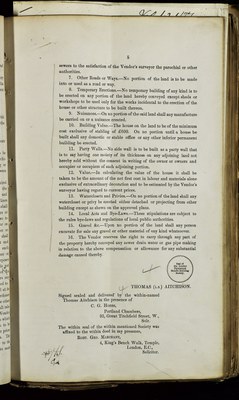 5
sewers to the satisfaction of the Vendor's surveyor the parochial or other
authorities.
7. Other Roads or Ways.—No portion of the land is to be made
into or used as a road or way.
8. Temporary Erections.—No temporary building of any kind is to
be erected on any portion of the land hereby conveyed except sheds or
workshops to be used only for the works incidental to the erection of the
house or other structure to be built thereon.
9. Nuisances.—On no portion of the said land shall any manufacture
be carried on or a nuisance created.
10. Building Value.—The house on the land to be of the minimum
cost exclusive of stabling of £500. On no portion until a house be
built shall any domestic or stable office or any other inferior permanent
building be erected.
11. Party Walls.—No side wall is to be made a party wall that
is to say having one moiety of its thickness on any adjoining land not
hereby sold without the consent in writing of the owner or owners and
occupier or occupiers of such adjoining portion.
12. Value.—In calculating the value of the house it shall be
taken to be the amount of its net first cost in labour and materials alone
exclusive of extraordinary decoration and to be estimated by the Vendor's
surveyor having regard to current prices.
13. Watercloset and Privies.—On no portion of the land shall any
watercloset or privy be erected either detached or projecting from other
building except as shown on the approved plans.
14. Local Acts and Bye-Laws.—These stipulations are subject to
the rules bye-laws and regulations of local public authorities.
15. Gravel &c.—Upon no portion of the land shall any person
excavate for sale any gravel or other material of any kind whatsoever.
16. The Vendor reserves the right to carry through any part of
the property hereby conveyed any sewer drain water or gas pipe making
in relation to the above compensation or allowance for any substantial
damage caused thereby.
THOMAS (L.S.) AITCHISON.
Signed sealed and delivered by the within-named
Thomas Aitchison in the presence of
Portland Chambers,
Great Titchfield Street, W.,
The within seal of the within mentioned Society was
affixed to the within deed in my presence,
Robt. Geo.
4, King's Bench Walk, Temple,
London, E.C.,
Solicitor.